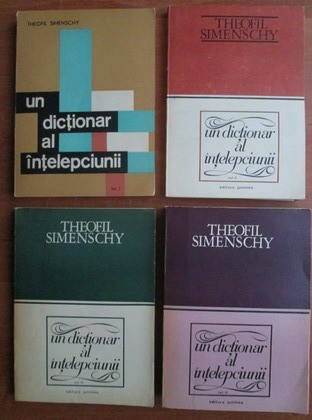 THEOFIL SIMENSCHY
un
dicționar
al
înțelepciunii
Vol. I
THEOFIL
SIMENSCHY
un dicționar
al
înțelepciunii
editura junimea
THEOFIL
SIMENSCHY
un dicționar
al
înțelepciunii
editura junimea
THEOFIL
SIMENSCHY
un dicționar
al
înțelepciunii
editura junimea